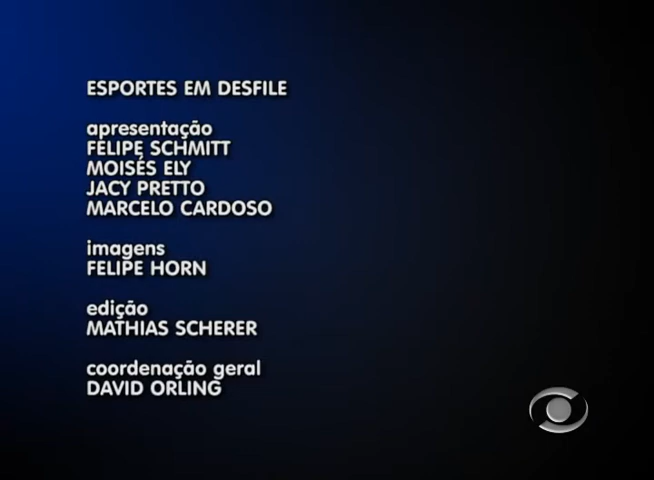 ESPORTES EM DESFILE
apresentação
FELIPE SCHMITT
MOISÉS ELY
JACY PRETTO
MARCELO CARDOSO
imagens
FELIPE HORN
edição
MATHIAS SCHERER
coordenação geral
DAVID ORLING